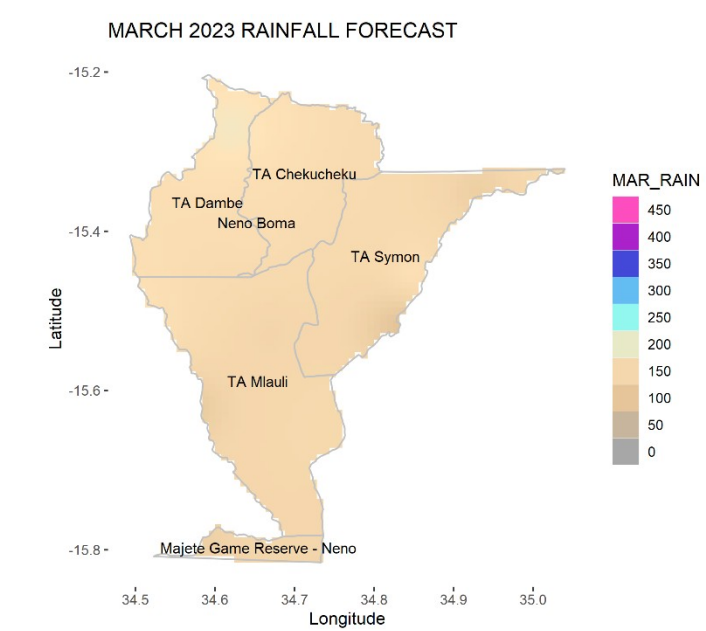 MARCH 2023 RAINFALL FORECAST
-15.2
-15.4
-15.6
-15.8
Latitude
TA Chekucheku
TA Dambe
Neno Boma
TA Symon
TA Mlauli
Majete Game Reserve - Neno
34.5 34.6 34.7 34.8 34.9 35.0
Longitude
MAR_RAIN
450
400
350
300
250
200
150
100
50
0